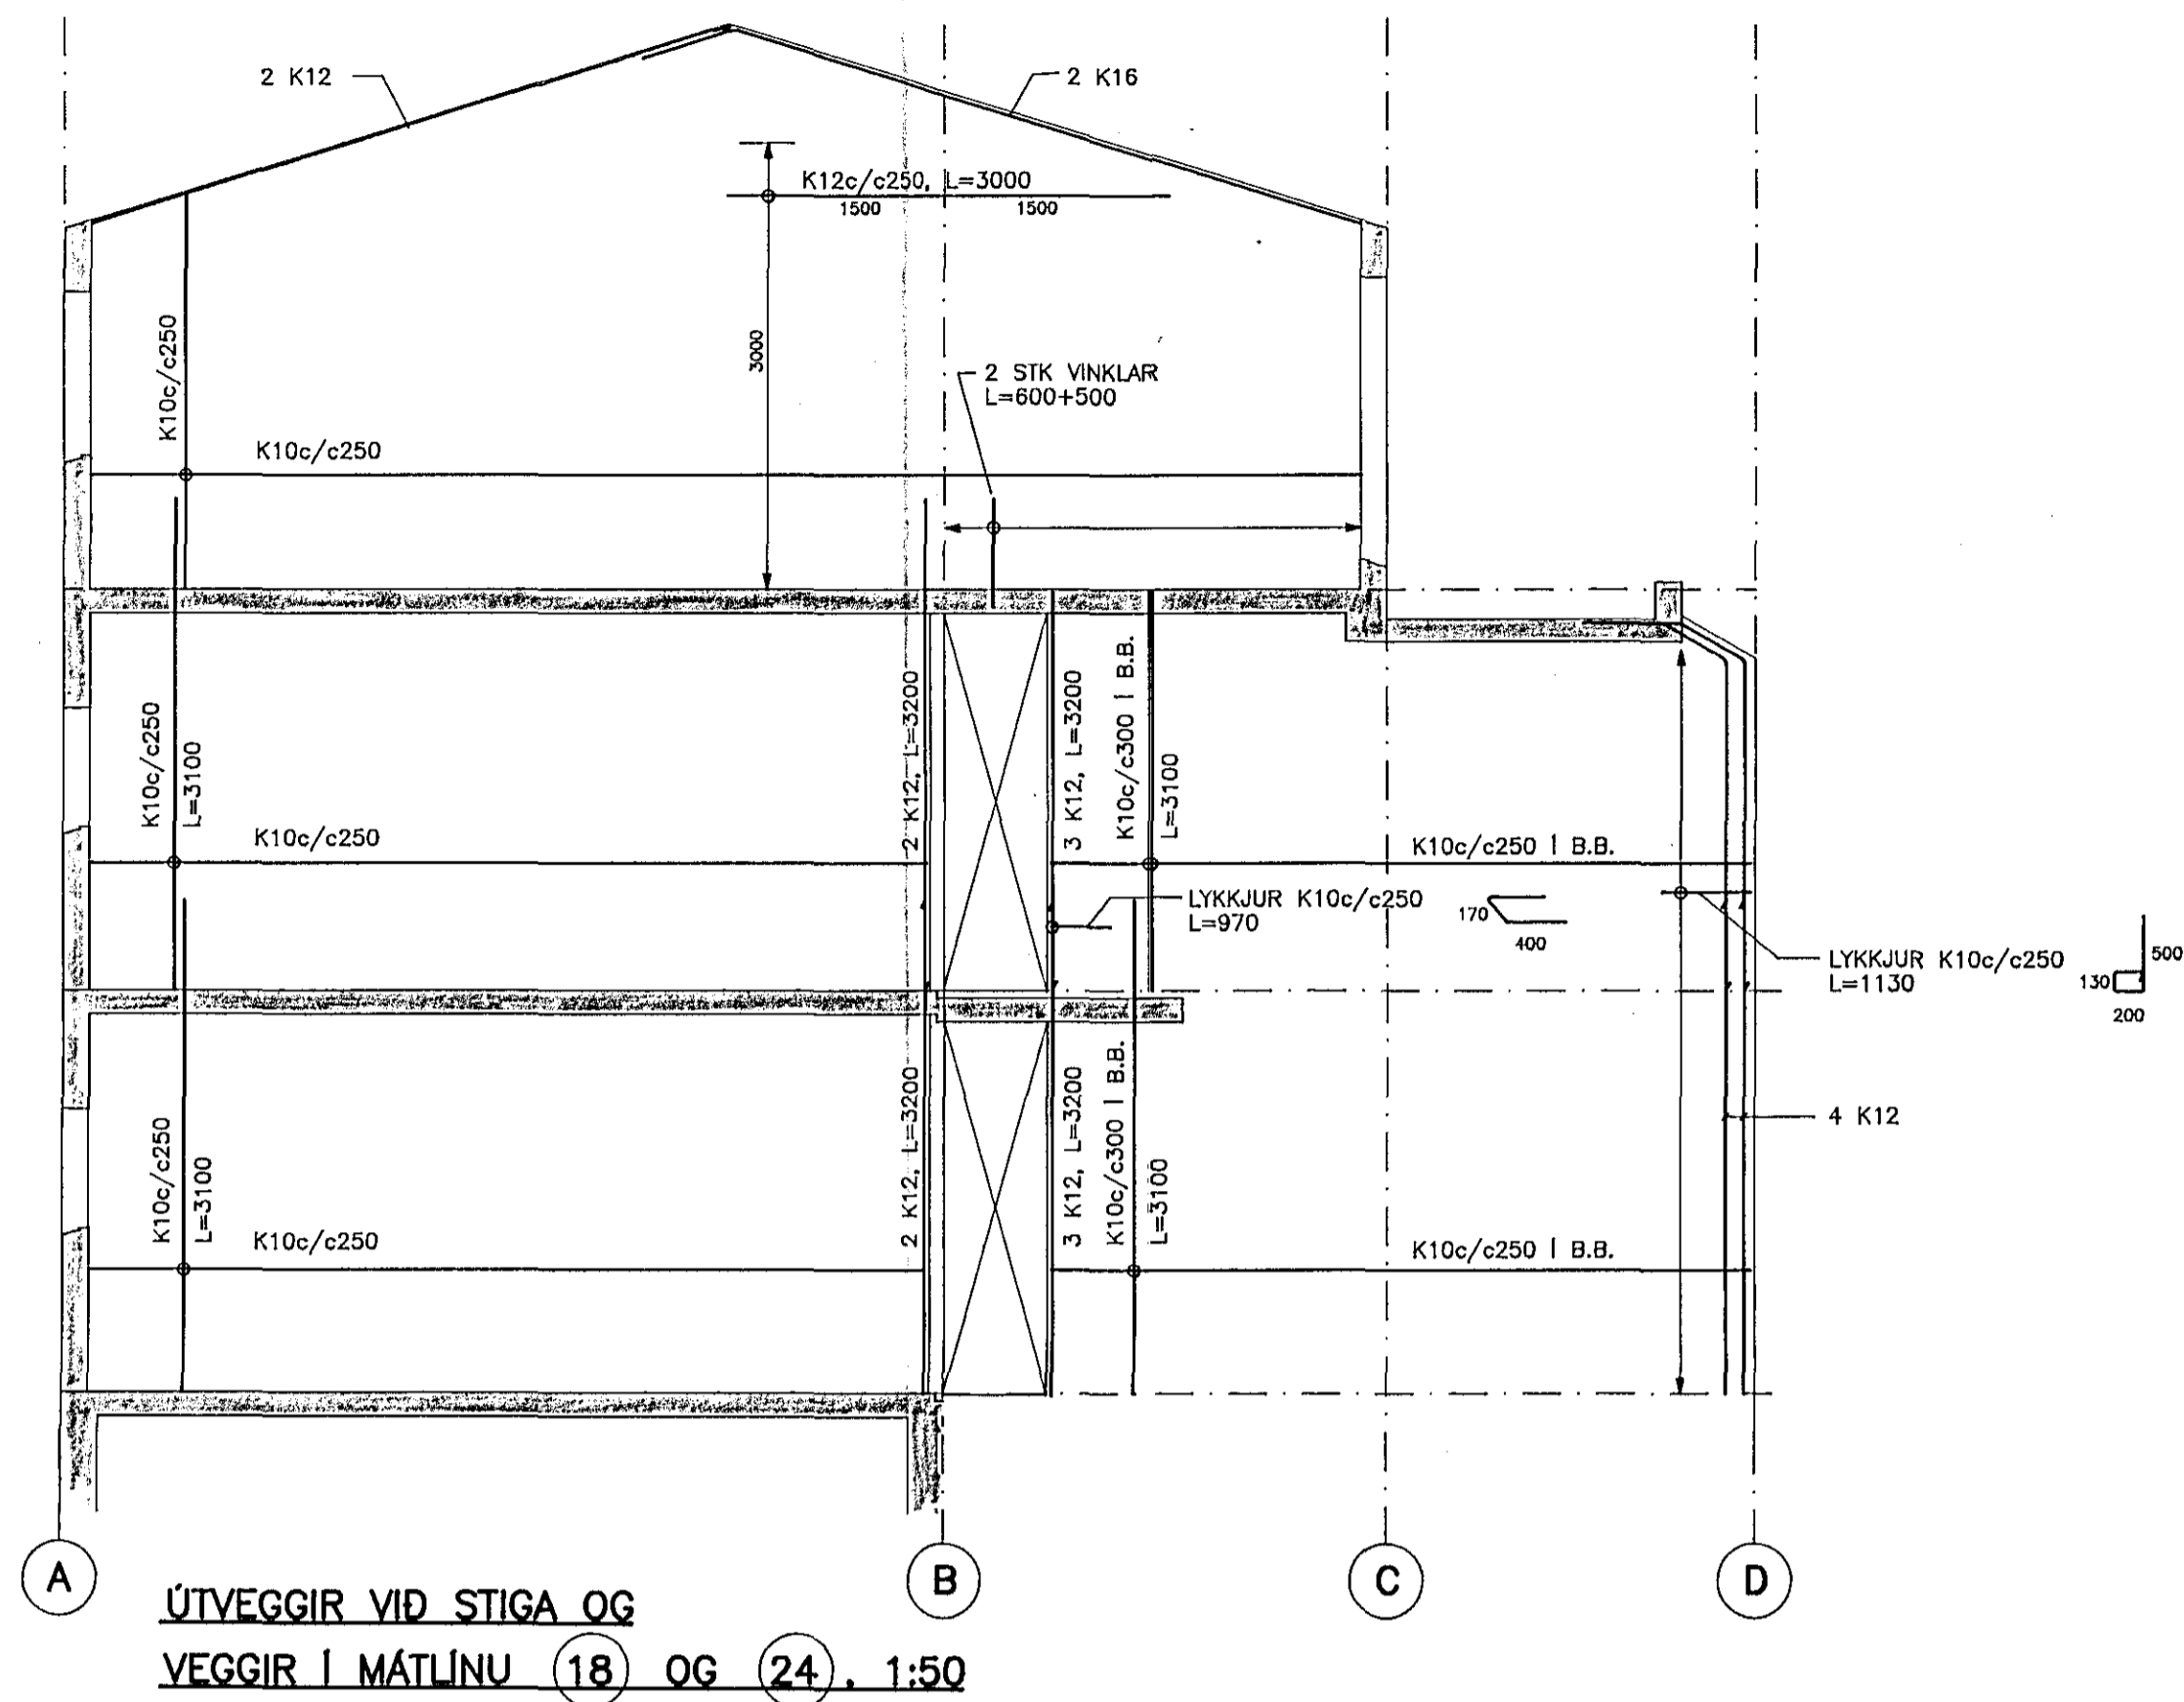 2 K12
2 K16
K12c/c250, L=3000
1500
1500
3000
K10c/c250
2 STK VINKLAR
L=600+500
K10c/c250
K10c/c250
L=3100
2 K12, L=3200
3 K12, L=3200
K10c/c300 Í B.B.
L=3100
K10c/c250
K10c/c250 Í B.B.
LYKKJUR K10c/c250
L=970
170
400
LYKKJUR K10c/c250
L=1130
500
130
200
K10c/c250
L=3100
2 K12, L=3200
3 K12, L=3200
K10c/c300 Í B.B.
L=3100
4 K12
K10c/c250
K10c/c250 Í B.B.
A
B
C
D
ÚTVEGGIR VIÐ STIGA OG
VEGGIR Í MÁTLÍNU 18 OG 24, 1:50